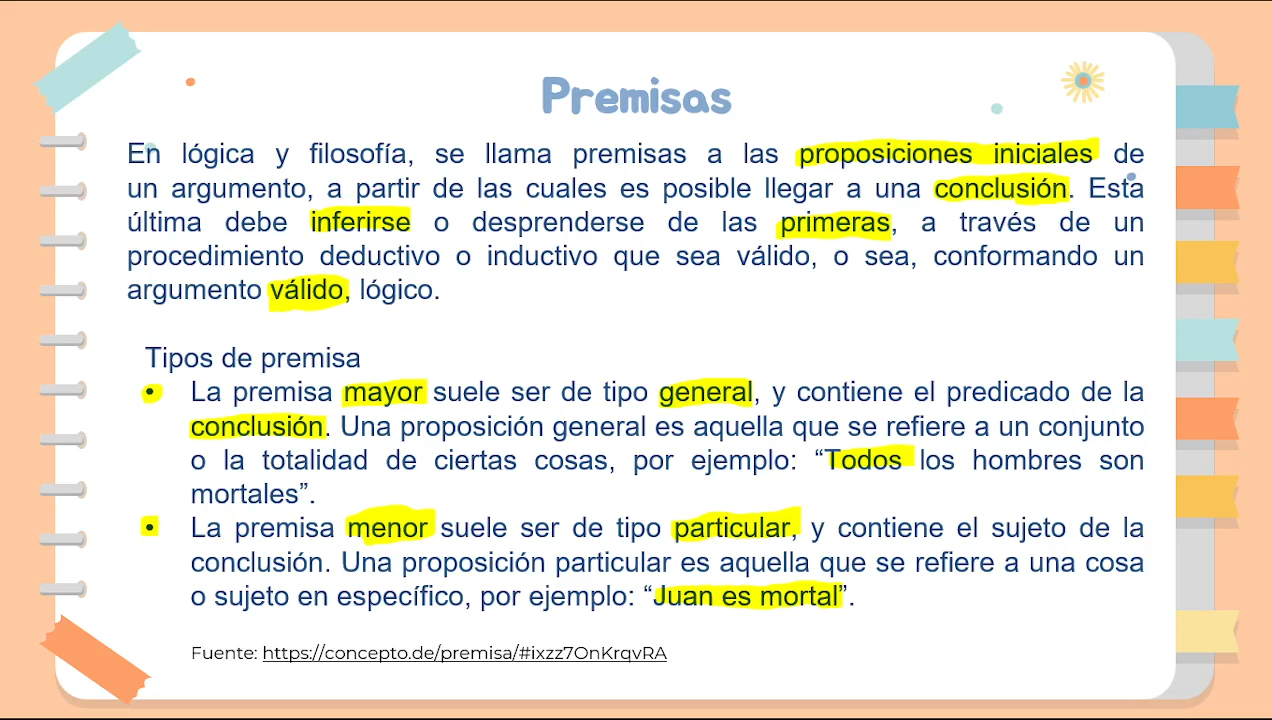 Premisas
En lógica y filosofía, se llama premisas a las proposiciones iniciales de
un argumento, a partir de las cuales es posible llegar a una conclusión. Esta
última debe inferirse o desprenderse de las primeras, a través de un
procedimiento deductivo o inductivo que sea válido, o sea, conformando un
argumento válido, lógico.
Tipos de premisa
• La premisa mayor suele ser de tipo general, y contiene el predicado de la
conclusión. Una proposición general es aquella que se refiere a un conjunto
o la totalidad de ciertas cosas, por ejemplo: “Todos los hombres son
mortales”.
• La premisa menor suele ser de tipo particular, y contiene el sujeto de la
conclusión. Una proposición particular es aquella que se refiere a una cosa
o sujeto en específico, por ejemplo: “Juan es mortal”.
Fuente: https://concepto.de/premisa/#ixzz7OnKrqvRA